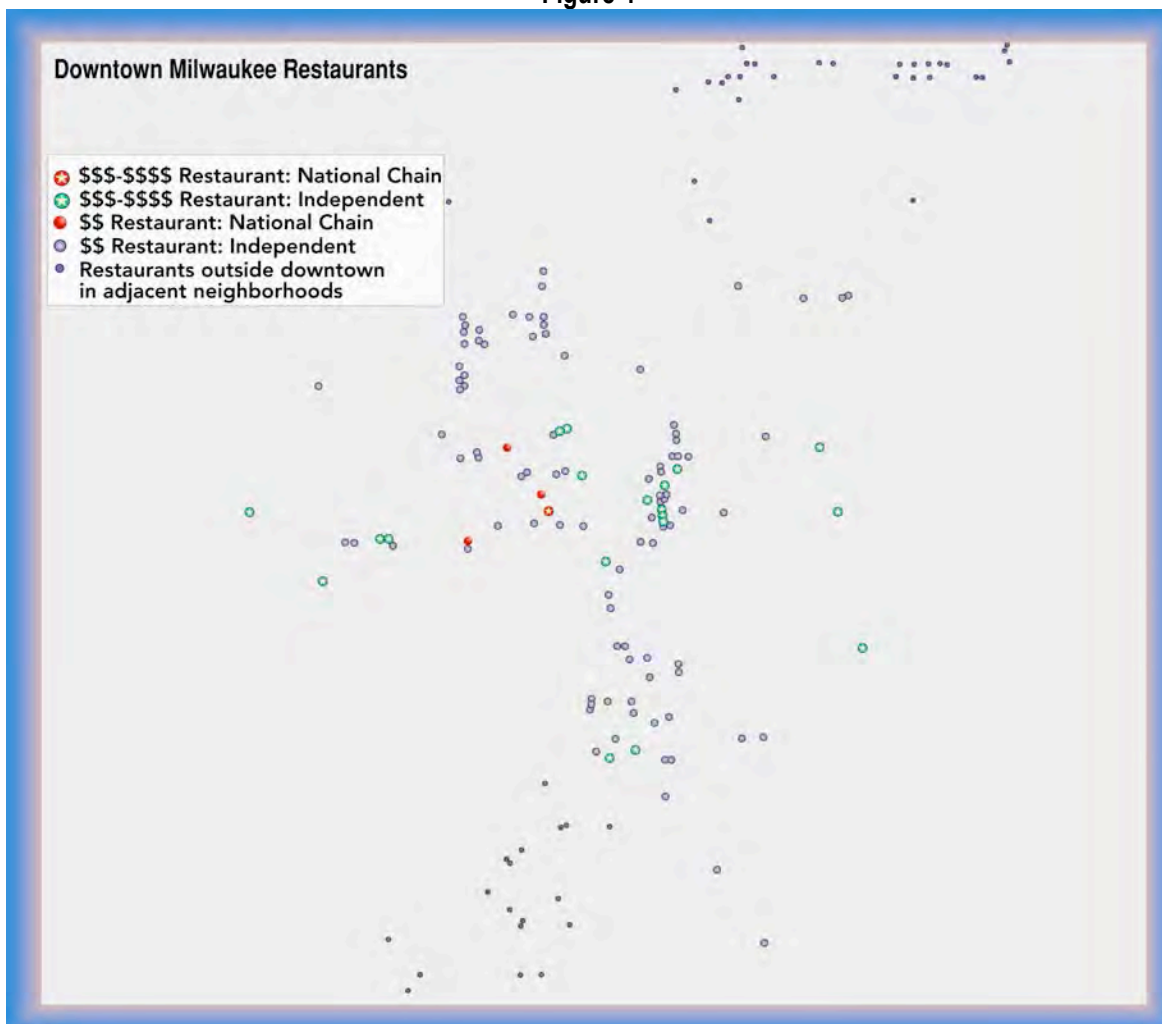 Downtown Milwaukee Restaurants
$$$-$$$$ Restaurant: National Chain
$$$-$$$$ Restaurant: Independent
$$ Restaurant: National Chain
$$ Restaurant: Independent
Restaurants outside downtown
in adjacent neighborhoods